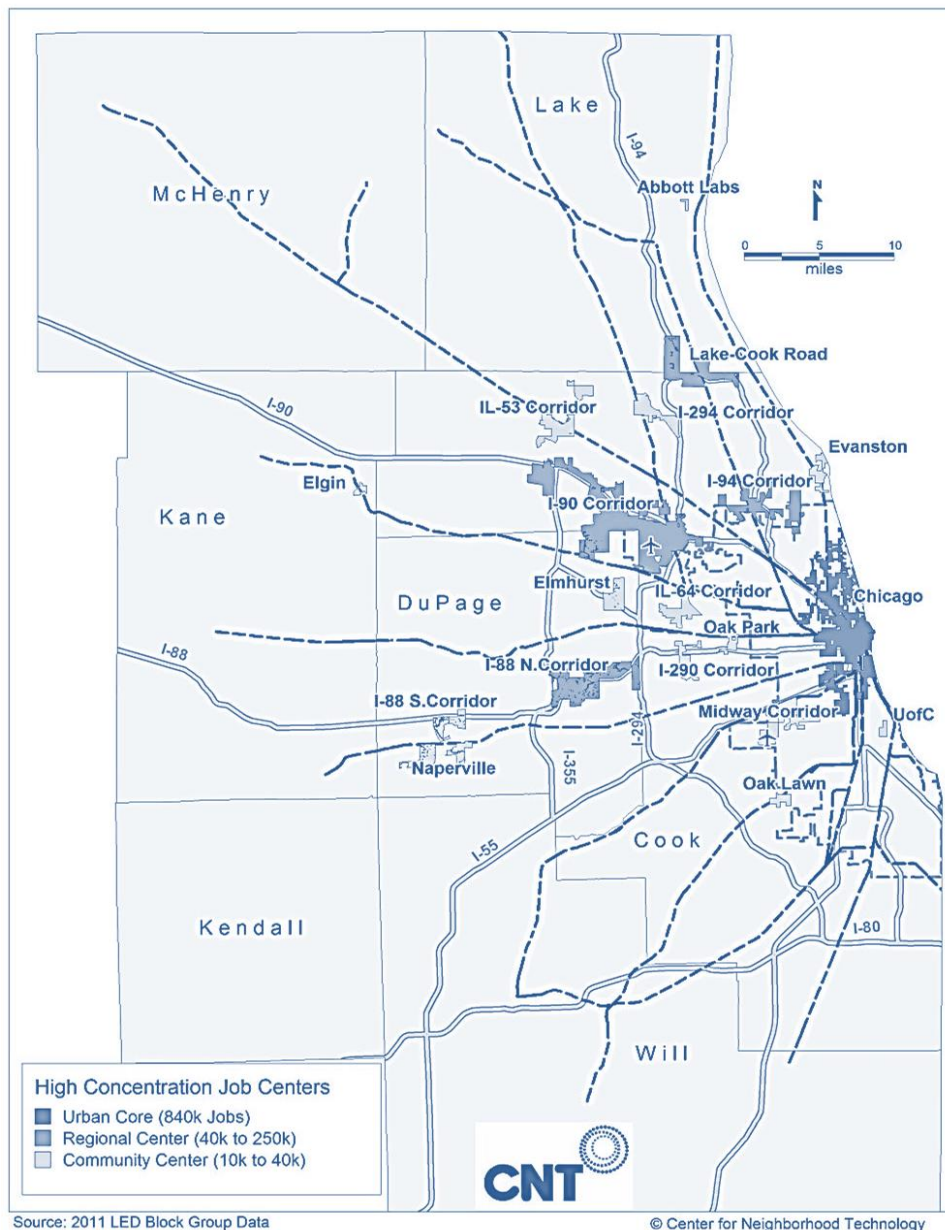 Lake
I-94
McHenry
Abbott Labs
N
0 5 10
miles
Lake-Cook Road
I-90
IL-53 Corridor
I-294 Corridor
Evanston
Elgin
I-94 Corridor
Kane
I-90 Corridor
Elmhurst
IL-64 Corridor
Chicago
DuPage
Oak Park
I-88
I-88 N.Corridor
I-290 Corridor
I-88 S.Corridor
I-294
Midway Corridor
UofC
I-355
Naperville
Oak Lawn
I-55
Cook
Kendall
I-80
Will
High Concentration Job Centers
Urban Core (840k Jobs)
Regional Center (40k to 250k)
Community Center (10k to 40k)
CNT
Source: 2011 LED Block Group Data
© Center for Neighborhood Technology